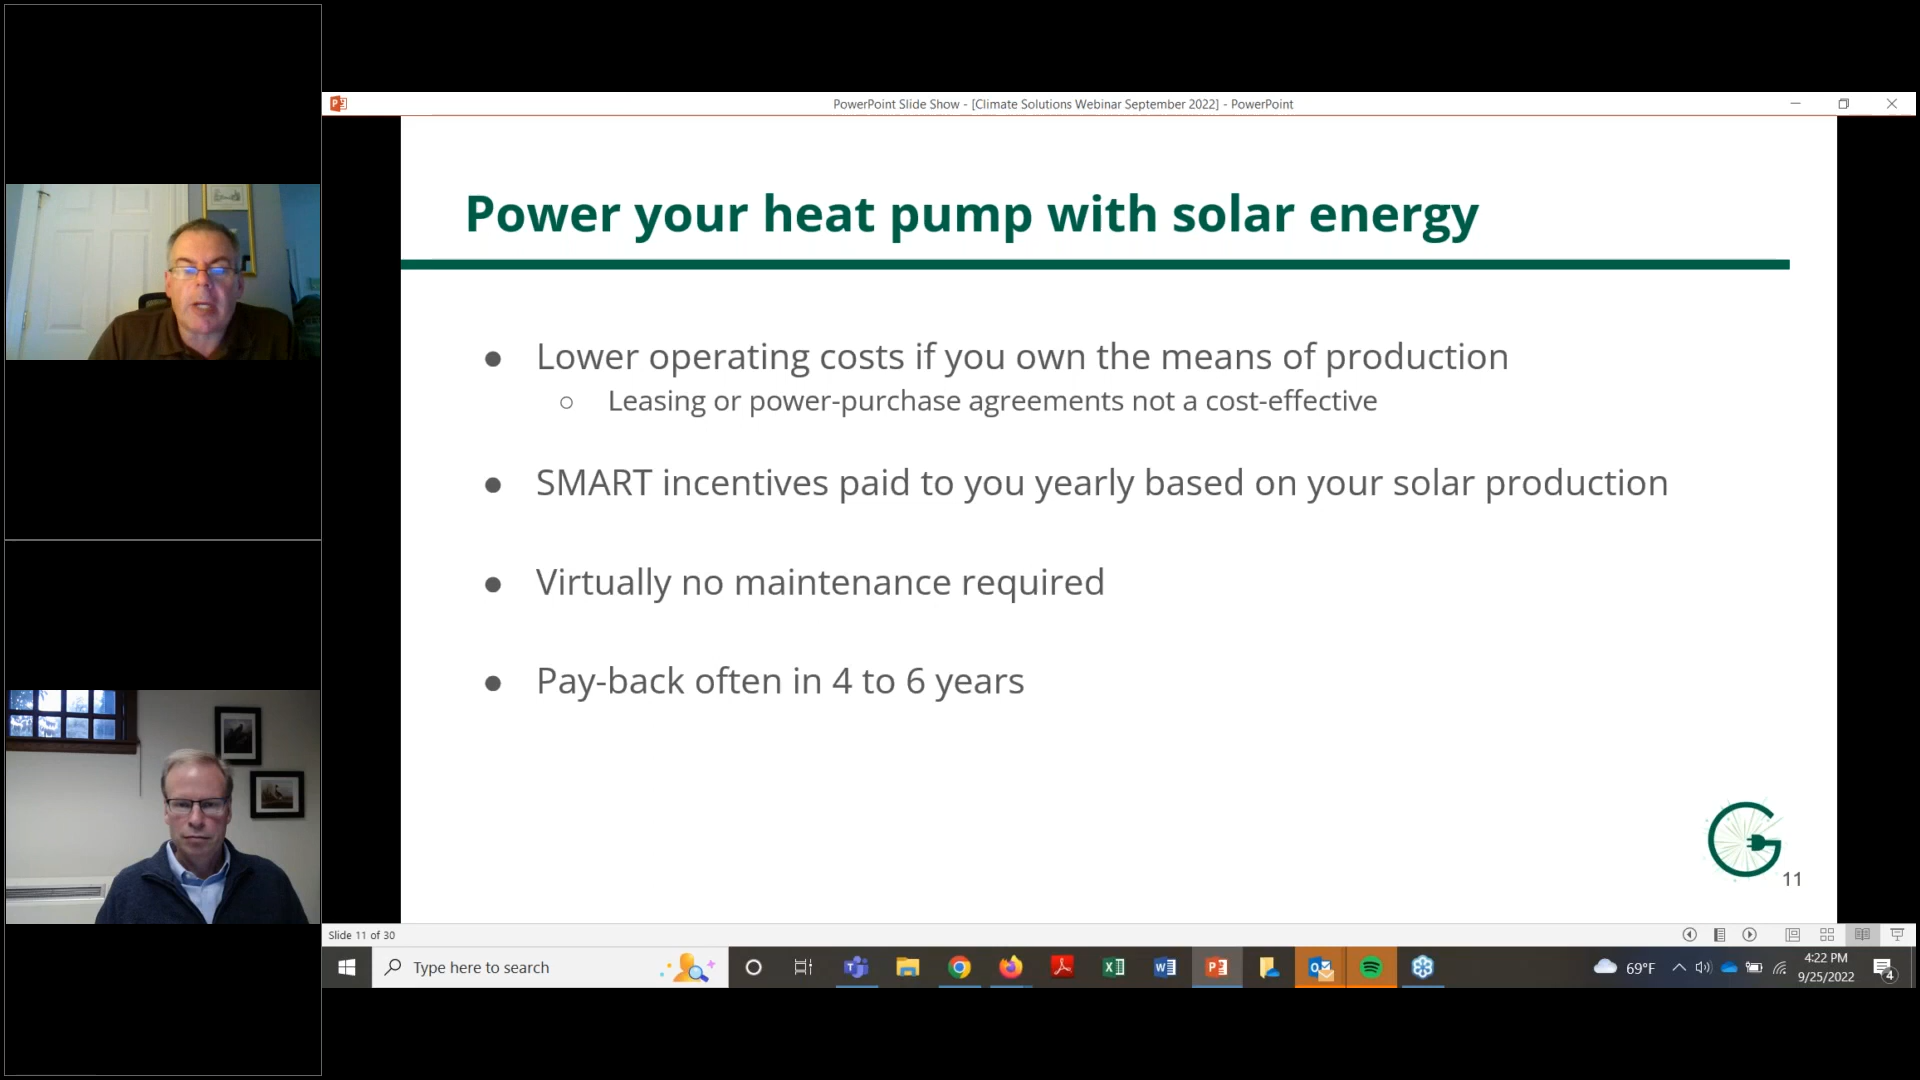 PowerPoint Slide Show - [Climate Solutions Webinar September 2022] - PowerPoint
Power your heat pump with solar energy
Lower operating costs if you own the means of production
Leasing or power-purchase agreements not a cost-effective
SMART incentives paid to you yearly based on your solar production
Virtually no maintenance required
Pay-back often in 4 to 6 years
11
Slide 11 of 30
Type here to search
69°F
4:22 PM
9/25/2022
4